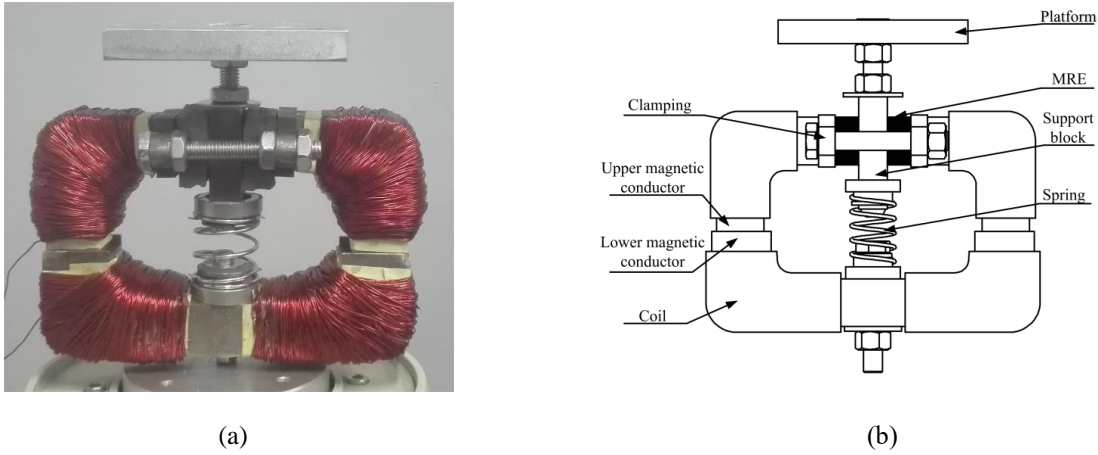 Platform
MRE
Clamping
Support
block
Upper magnetic
conductor
Spring
Lower magnetic
conductor
Coil
(a)
(b)